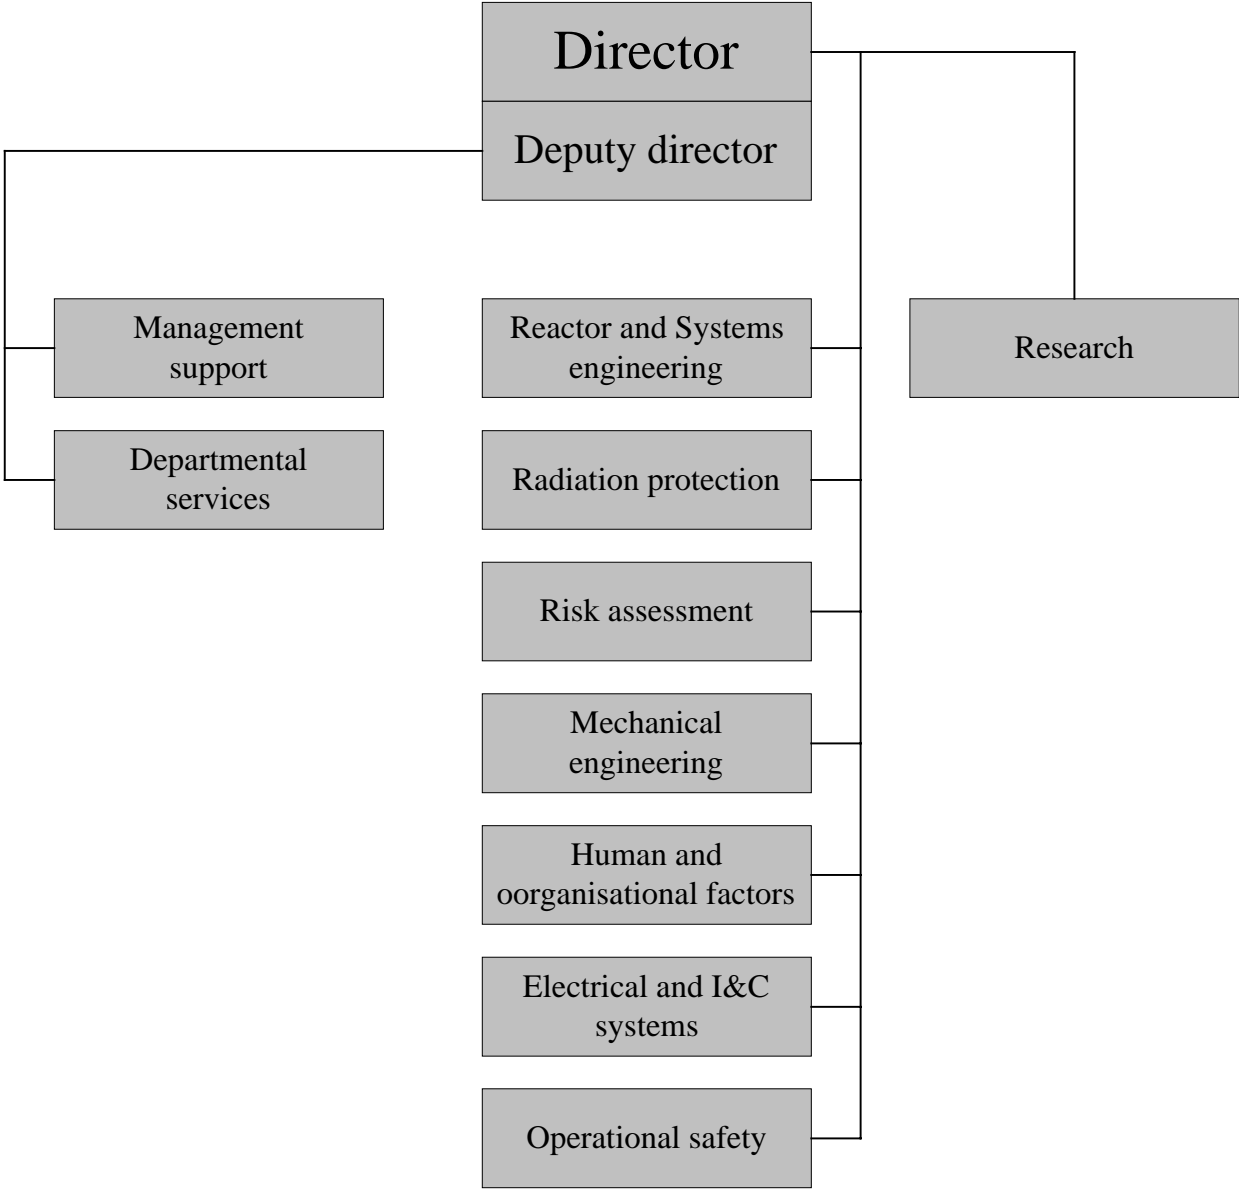 Director
Deputy director
Management
support
Reactor and Systems
engineering
Research
Departmental
services
Radiation protection
Risk assessment
Mechanical
engineering
Human and
oorganisational factors
Electrical and I&C
systems
Operational safety